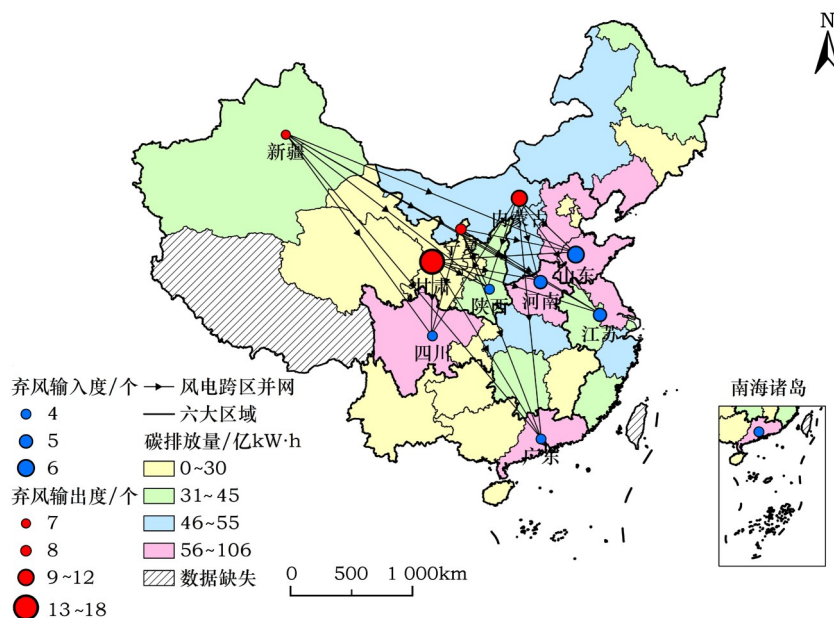 N
新疆
内蒙古
宁夏
甘肃
山东
河南
陕西
江苏
四川
广东
弃风输入度/个
4
5
6
弃风输出度/个
7
8
9~12
13~18
风电跨区并网
六大区域
碳排放量/亿kW·h
0~30
31~45
46~55
56~106
数据缺失
0 500 1 000km
南海诸岛